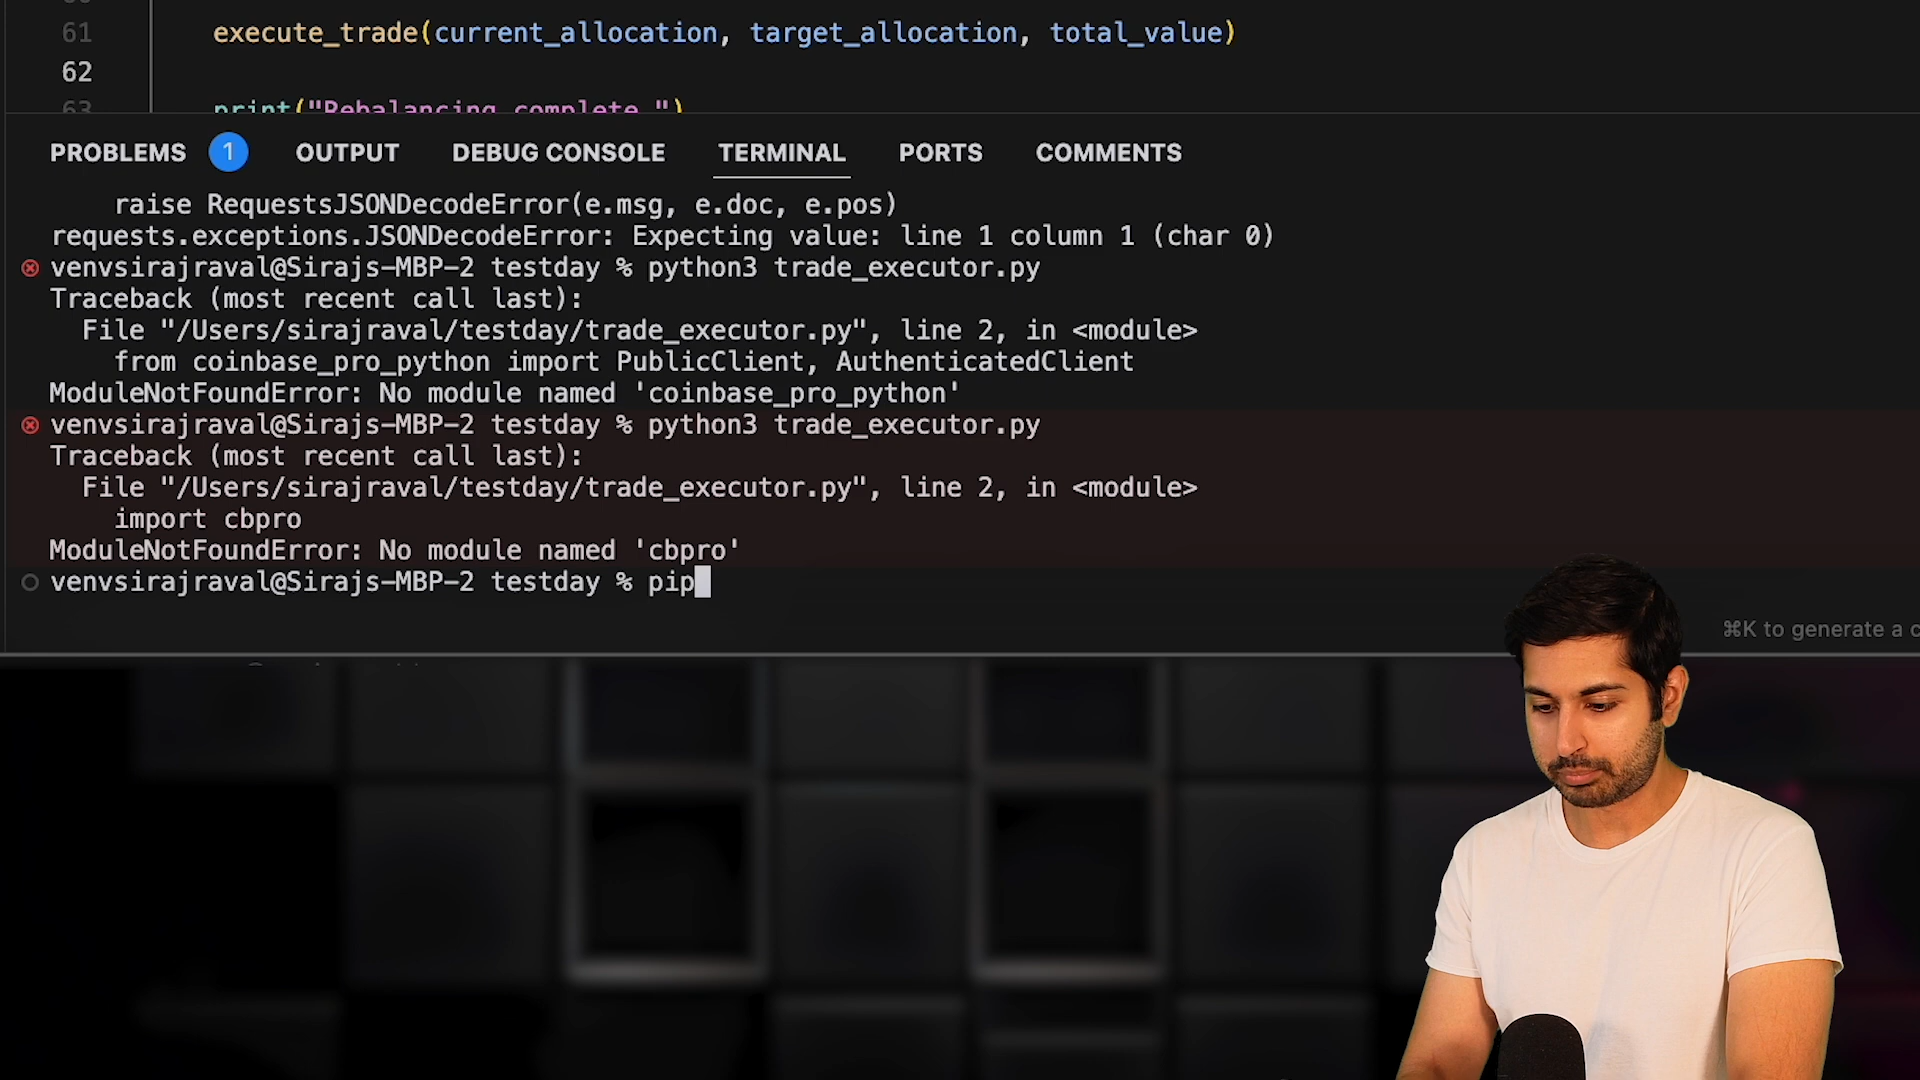 61 execute_trade(current_allocation, target_allocation, total_value)
62
63 print("Rebalancing complete.")
PROBLEMS 1 OUTPUT DEBUG CONSOLE TERMINAL PORTS COMMENTS
raise RequestsJSONDecodeError(e.msg, e.doc, e.pos)
requests.exceptions.JSONDecodeError: Expecting value: line 1 column 1 (char 0)
venvsirajraval@Sirajs-MBP-2 testday % python3 trade_executor.py
Traceback (most recent call last):
File "/Users/sirajraval/testday/trade_executor.py", line 2, in <module>
from coinbase_pro_python import PublicClient, AuthenticatedClient
ModuleNotFoundError: No module named 'coinbase_pro_python'
venvsirajraval@Sirajs-MBP-2 testday % python3 trade_executor.py
Traceback (most recent call last):
File "/Users/sirajraval/testday/trade_executor.py", line 2, in <module>
import cbpro
ModuleNotFoundError: No module named 'cbpro'
venvsirajraval@Sirajs-MBP-2 testday % pip
⌘K to generate a c